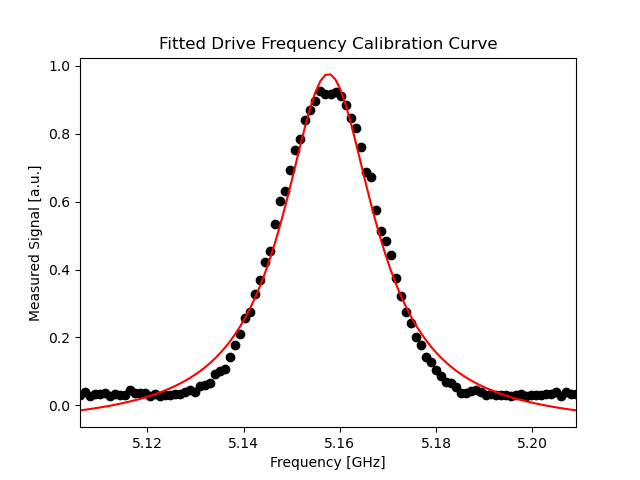 Fitted Drive Frequency Calibration Curve
1.0
0.8
0.6
0.4
0.2
0.0
Measured Signal [a.u.]
5.12 5.14 5.16 5.18 5.20
Frequency [GHz]